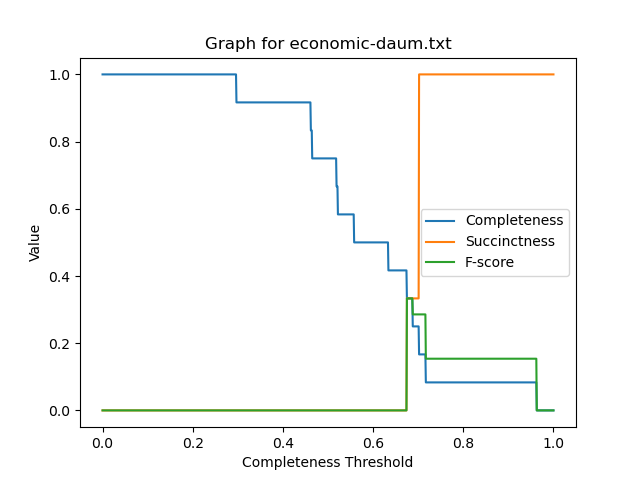 Graph for economic-daum.txt
1.0
0.8
0.6
0.4
0.2
0.0
Value
Completeness
Succinctness
F-score
0.0 0.2 0.4 0.6 0.8 1.0
Completeness Threshold